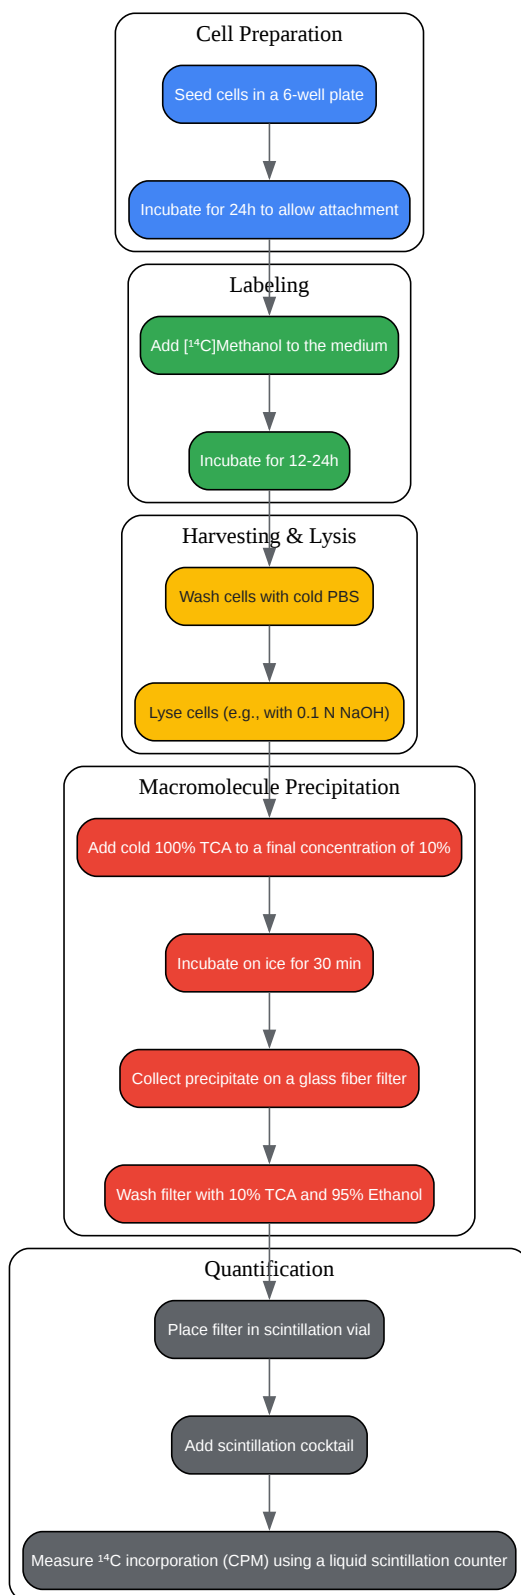 Cell Preparation
Seed cells in a 6-well plate
Incubate for 24h to allow attachment
Labeling
Add [¹⁴C]Methanol to the medium
Incubate for 12-24h
Harvesting & Lysis
Wash cells with cold PBS
Lyse cells (e.g., with 0.1 N NaOH)
Macromolecule Precipitation
Add cold 100% TCA to a final concentration of 10%
Incubate on ice for 30 min
Collect precipitate on a glass fiber filter
Wash filter with 10% TCA and 95% Ethanol
Quantification
Place filter in scintillation vial
Add scintillation cocktail
Measure ¹⁴C incorporation (CPM) using a liquid scintillation counter